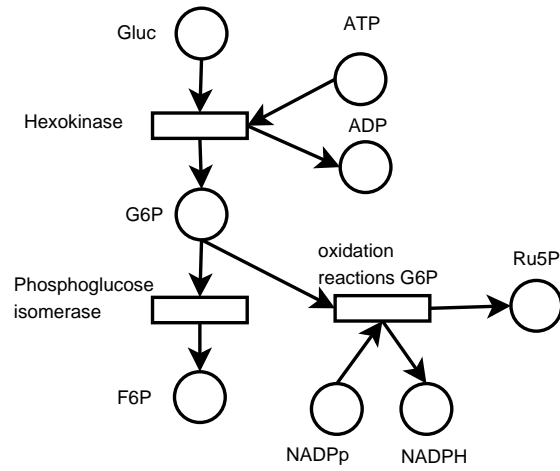 Gluc
ATP
Hexokinase
ADP
G6P
oxidation
reactions G6P
Ru5P
Phosphoglucose
isomerase
F6P
NADPp
NADPH